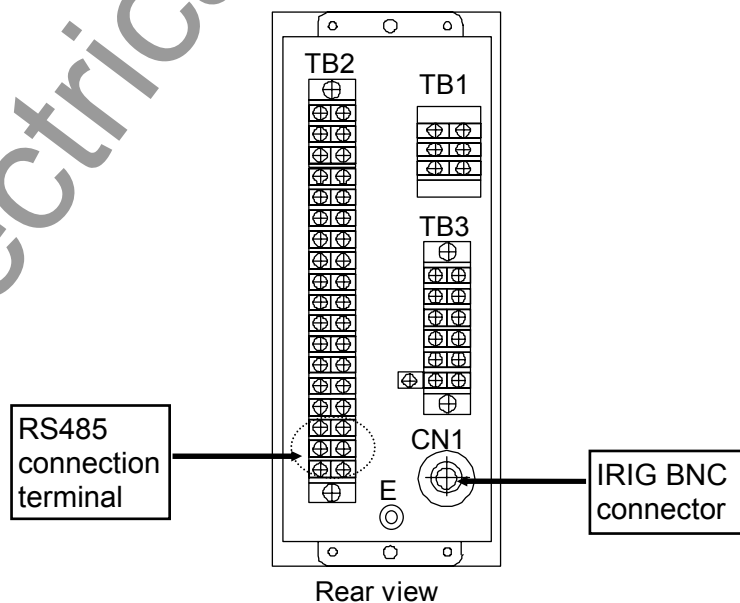 TB2
TB1
TB3
RS485
connection
terminal
CN1
IRIG BNC
connector
E
Rear view